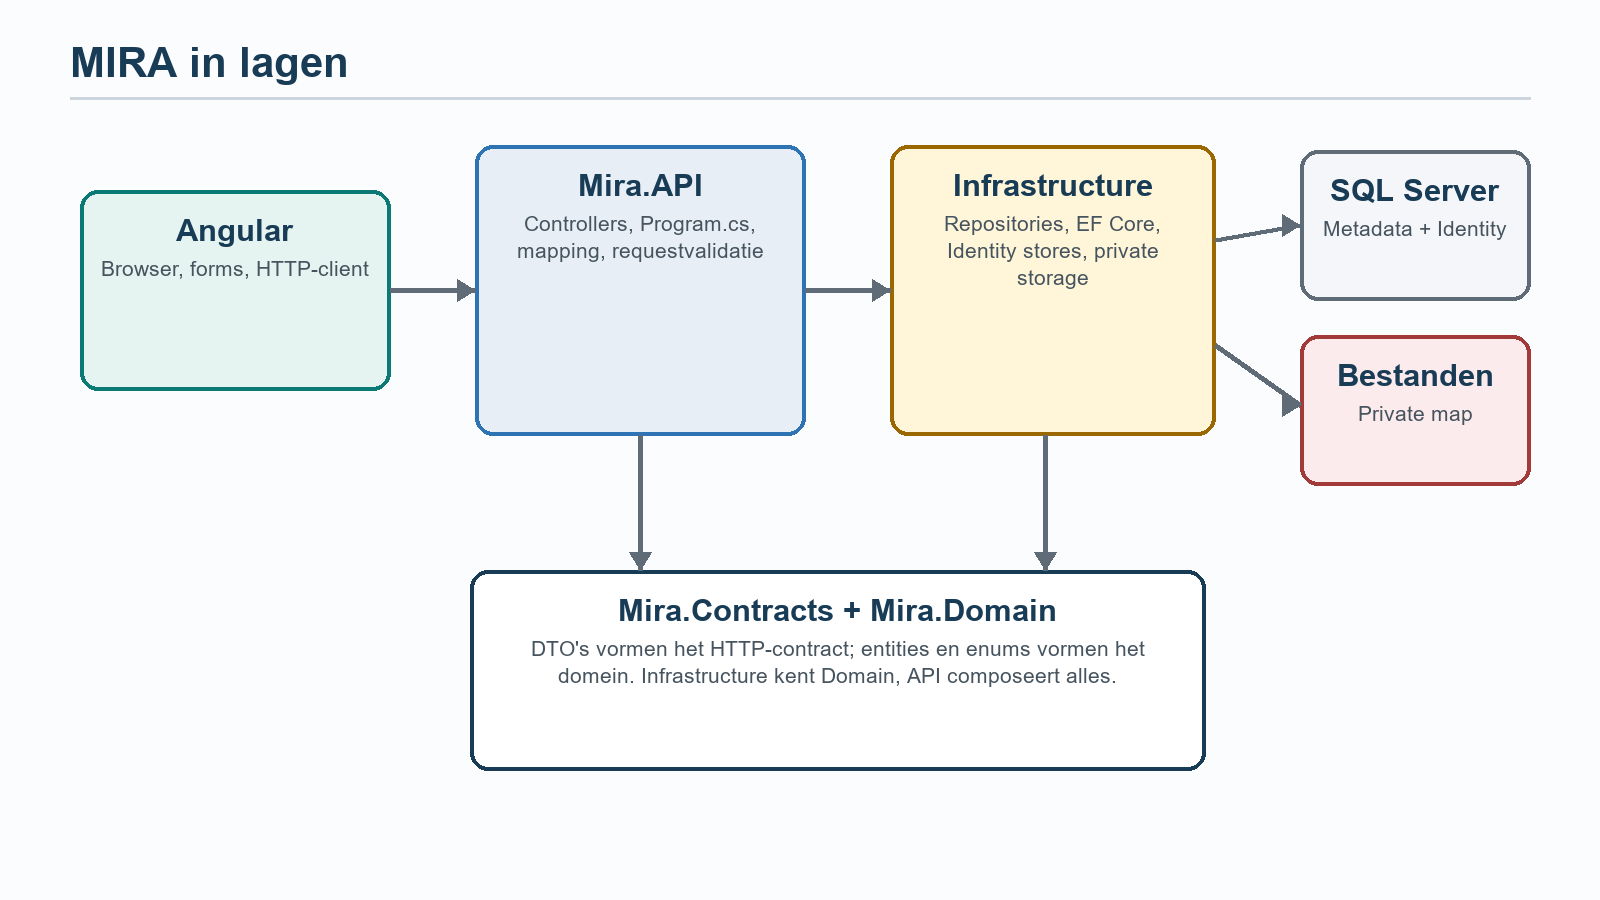 MIRA in lagen
Angular
Browser, forms, HTTP-client
Mira.API
Controllers, Program.cs,
mapping, requestvalidatie
Infrastructure
Repositories, EF Core,
Identity stores, private
storage
SQL Server
Metadata + Identity
Bestanden
Private map
Mira.Contracts + Mira.Domain
DTO's vormen het HTTP-contract; entities en enums vormen het
domein. Infrastructure kent Domain, API composeert alles.